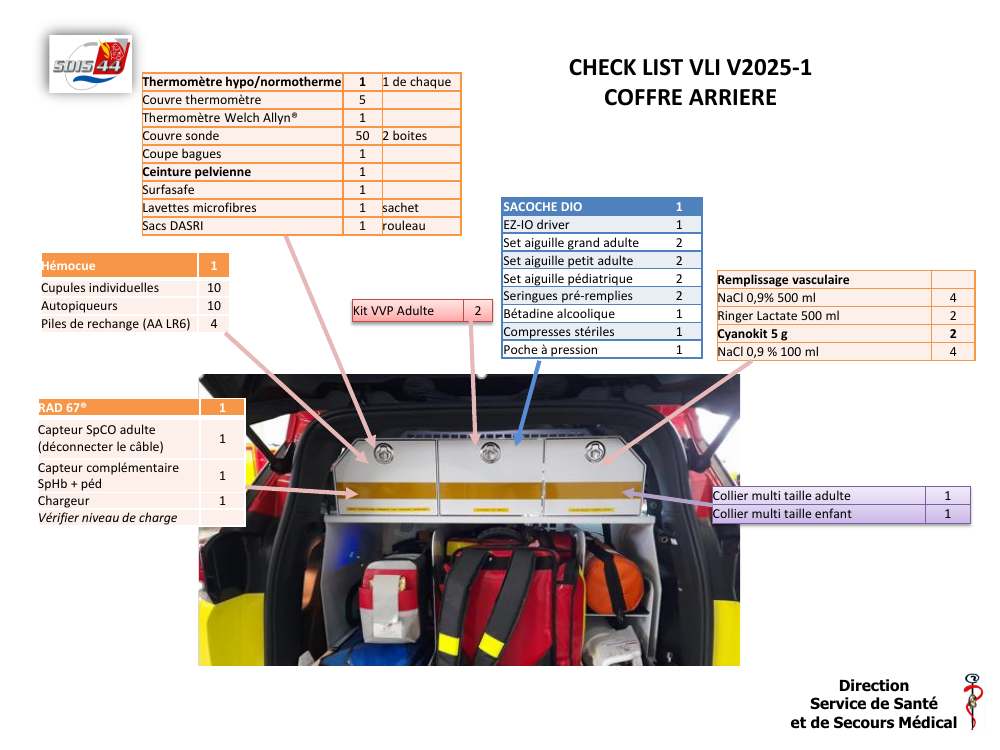 SDIS 44
CHECK LIST VLI V2025-1
COFFRE ARRIERE
Thermomètre hypo/normotherme 1 1 de chaque
Couvre thermomètre 5
Thermomètre Welch Allyn® 1
Couvre sonde 50 2 boites
Coupe bagues 1
Ceinture pelvienne 1
Surfasafe 1
Lavettes microfibres 1 sachet
Sacs DASRI 1 rouleau
Hémocue 1
Cupules individuelles 10
Autopiqueurs 10
Piles de rechange (AA LR6) 4
Kit VVP Adulte 2
SACOCHE DIO 1
EZ-IO driver 1
Set aiguille grand adulte 2
Set aiguille petit adulte 2
Set aiguille pédiatrique 2
Seringues pré-remplies 2
Bétadine alcoolique 1
Compresses stériles 1
Poche à pression 1
Remplissage vasculaire
NaCl 0,9% 500 ml 4
Ringer Lactate 500 ml 2
Cyanokit 5 g 2
NaCl 0,9 % 100 ml 4
RAD 67® 1
Capteur SpCO adulte
(déconnecter le câble) 1
Capteur complémentaire
SpHb + péd 1
Chargeur 1
Vérifier niveau de charge
Collier multi taille adulte 1
Collier multi taille enfant 1
Direction
Service de Santé
et de Secours Médical